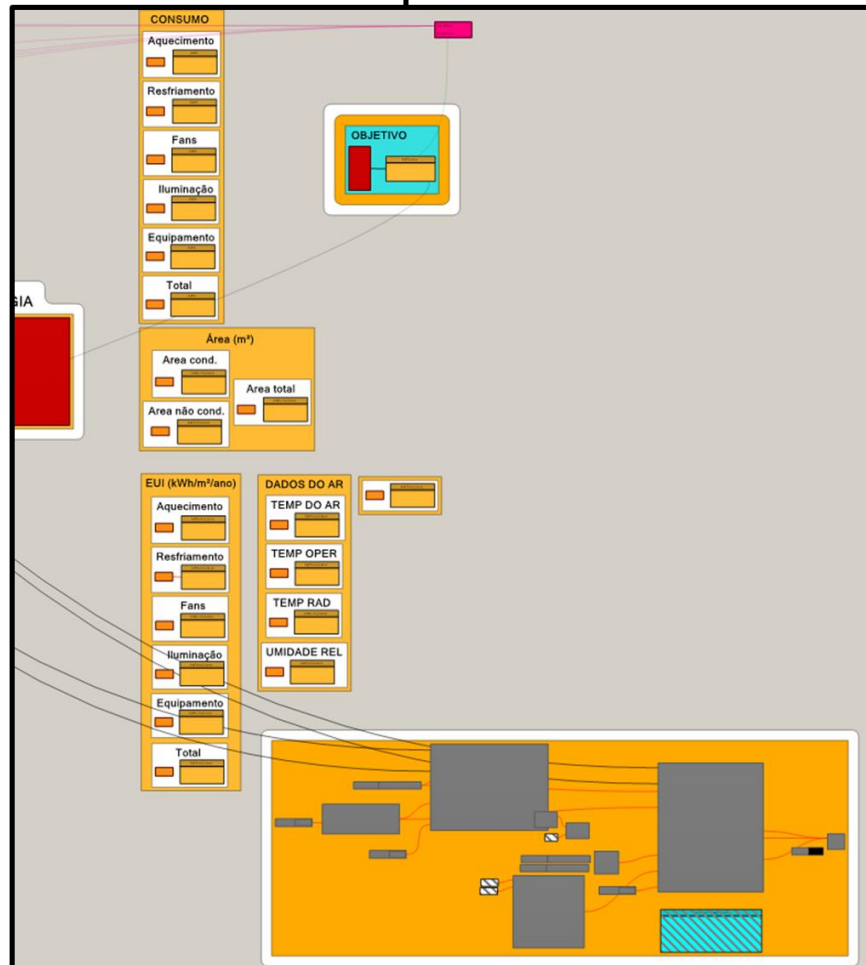 CONSUMO
Aquecimento
Resfriamento
Fans
Iluminação
Equipamento
Total
OBJETIVO
GIA
Área (m²)
Area cond.
Area total
Area não cond.
EUI (kWh/m²/ano)
Aquecimento
Resfriamento
Fans
Iluminação
Equipamento
Total
DADOS DO AR
TEMP DO AR
TEMP OPER
TEMP RAD
UMIDADE REL